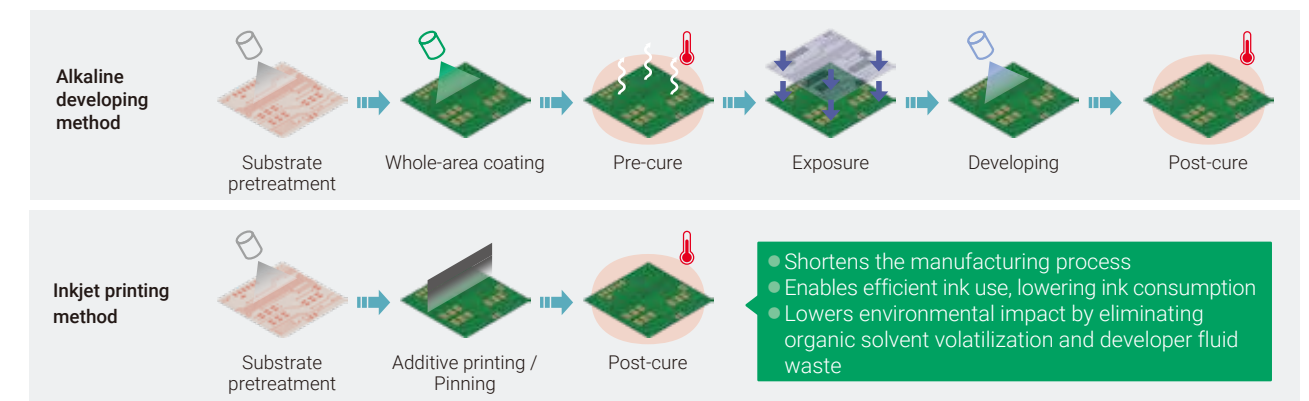 Alkaline
developing
method
Substrate
pretreatment
Whole-area coating
Pre-cure
Exposure
Developing
Post-cure
Inkjet printing
method
Substrate
pretreatment
Additive printing /
Pinning
Post-cure
Shortens the manufacturing process
Enables efficient ink use, lowering ink consumption
Lowers environmental impact by eliminating
organic solvent volatilization and developer fluid
waste